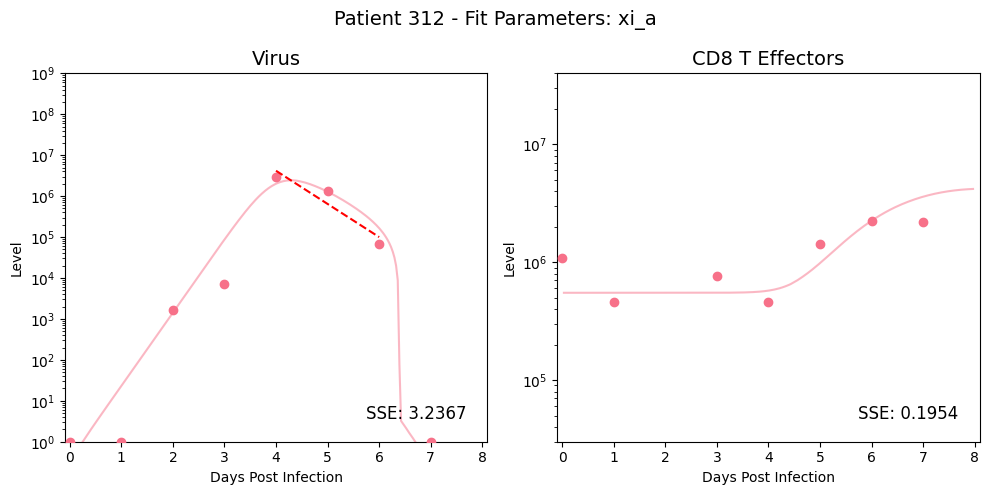 Patient 312 - Fit Parameters: xi_a
Virus
CD8 T Effectors
10^9
10^8
10^7
10^6
10^5
10^4
10^3
10^2
10^1
10^0
Level
0 1 2 3 4 5 6 7 8
Days Post Infection
SSE: 3.2367
10^7
10^6
10^5
Level
0 1 2 3 4 5 6 7 8
Days Post Infection
SSE: 0.1954